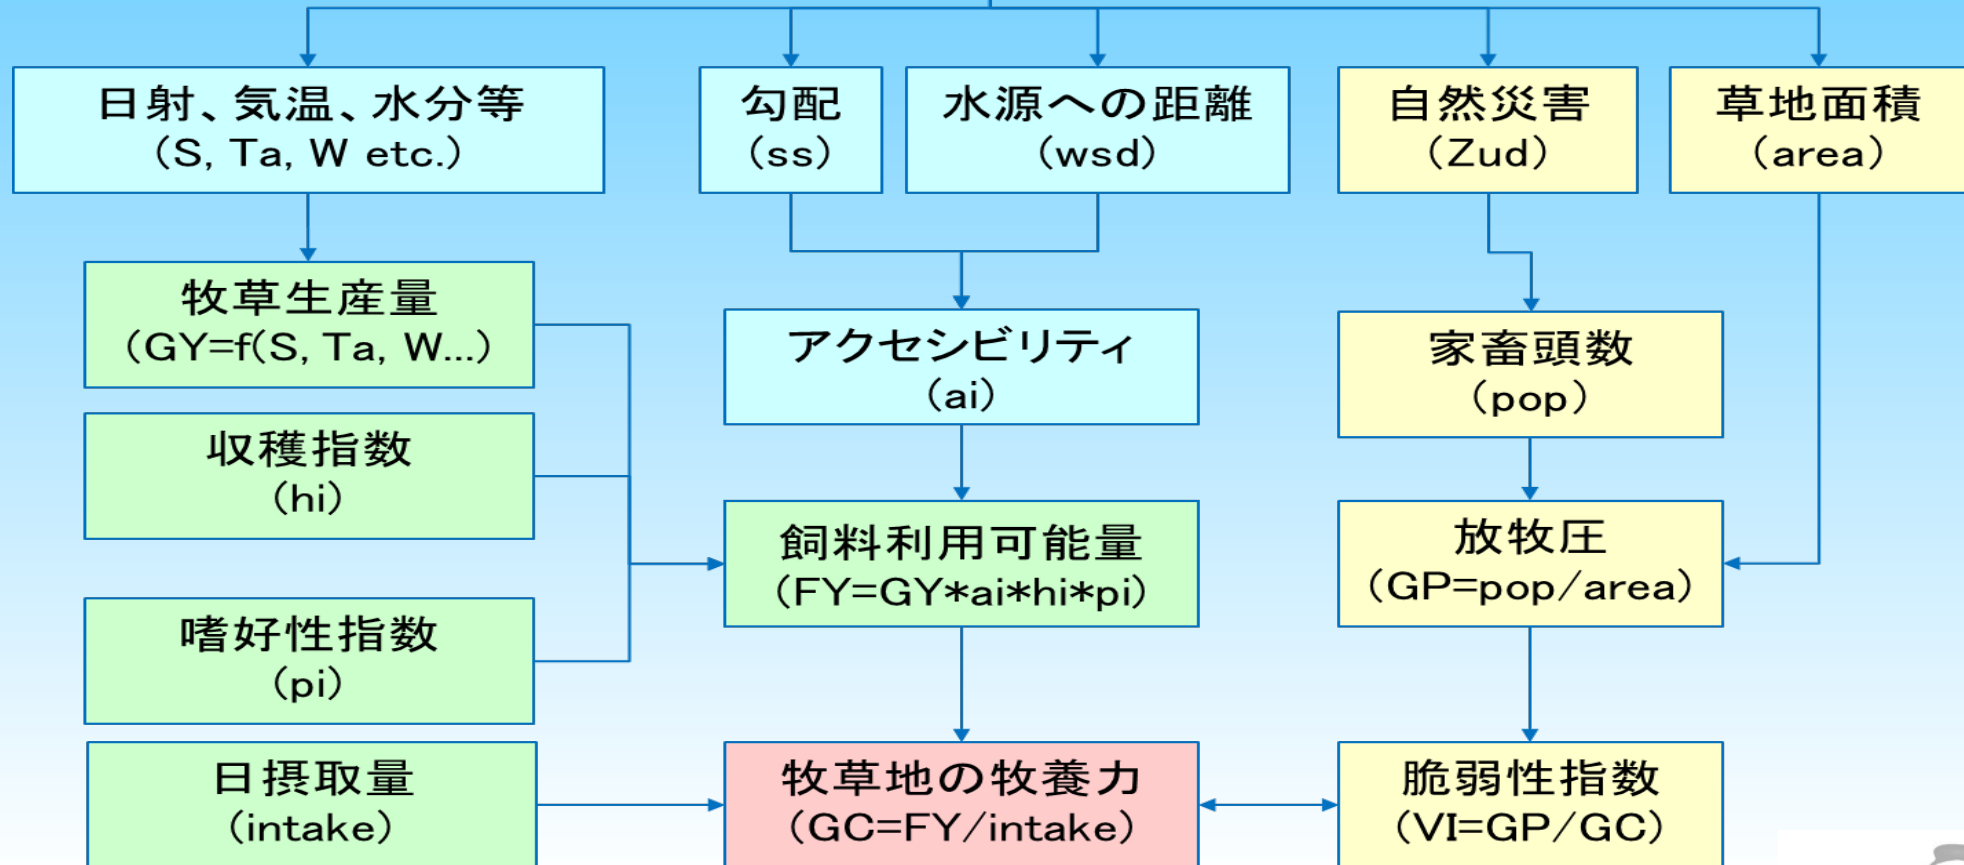 日射、気温、水分等
（S, Ta, W etc.）
勾配
（ss）
水源への距離
（wsd）
自然災害
（Zud）
草地面積
（area）
牧草生産量
（GY=f(S, Ta, W...）
アクセシビリティ
（ai）
家畜頭数
（pop）
収穫指数
（hi）
飼料利用可能量
（FY=GY*ai*hi*pi）
放牧圧
（GP=pop/area）
嗜好性指数
（pi）
日摂取量
（intake）
牧草地の牧養力
（GC=FY/intake）
脆弱性指数
（VI=GP/GC）